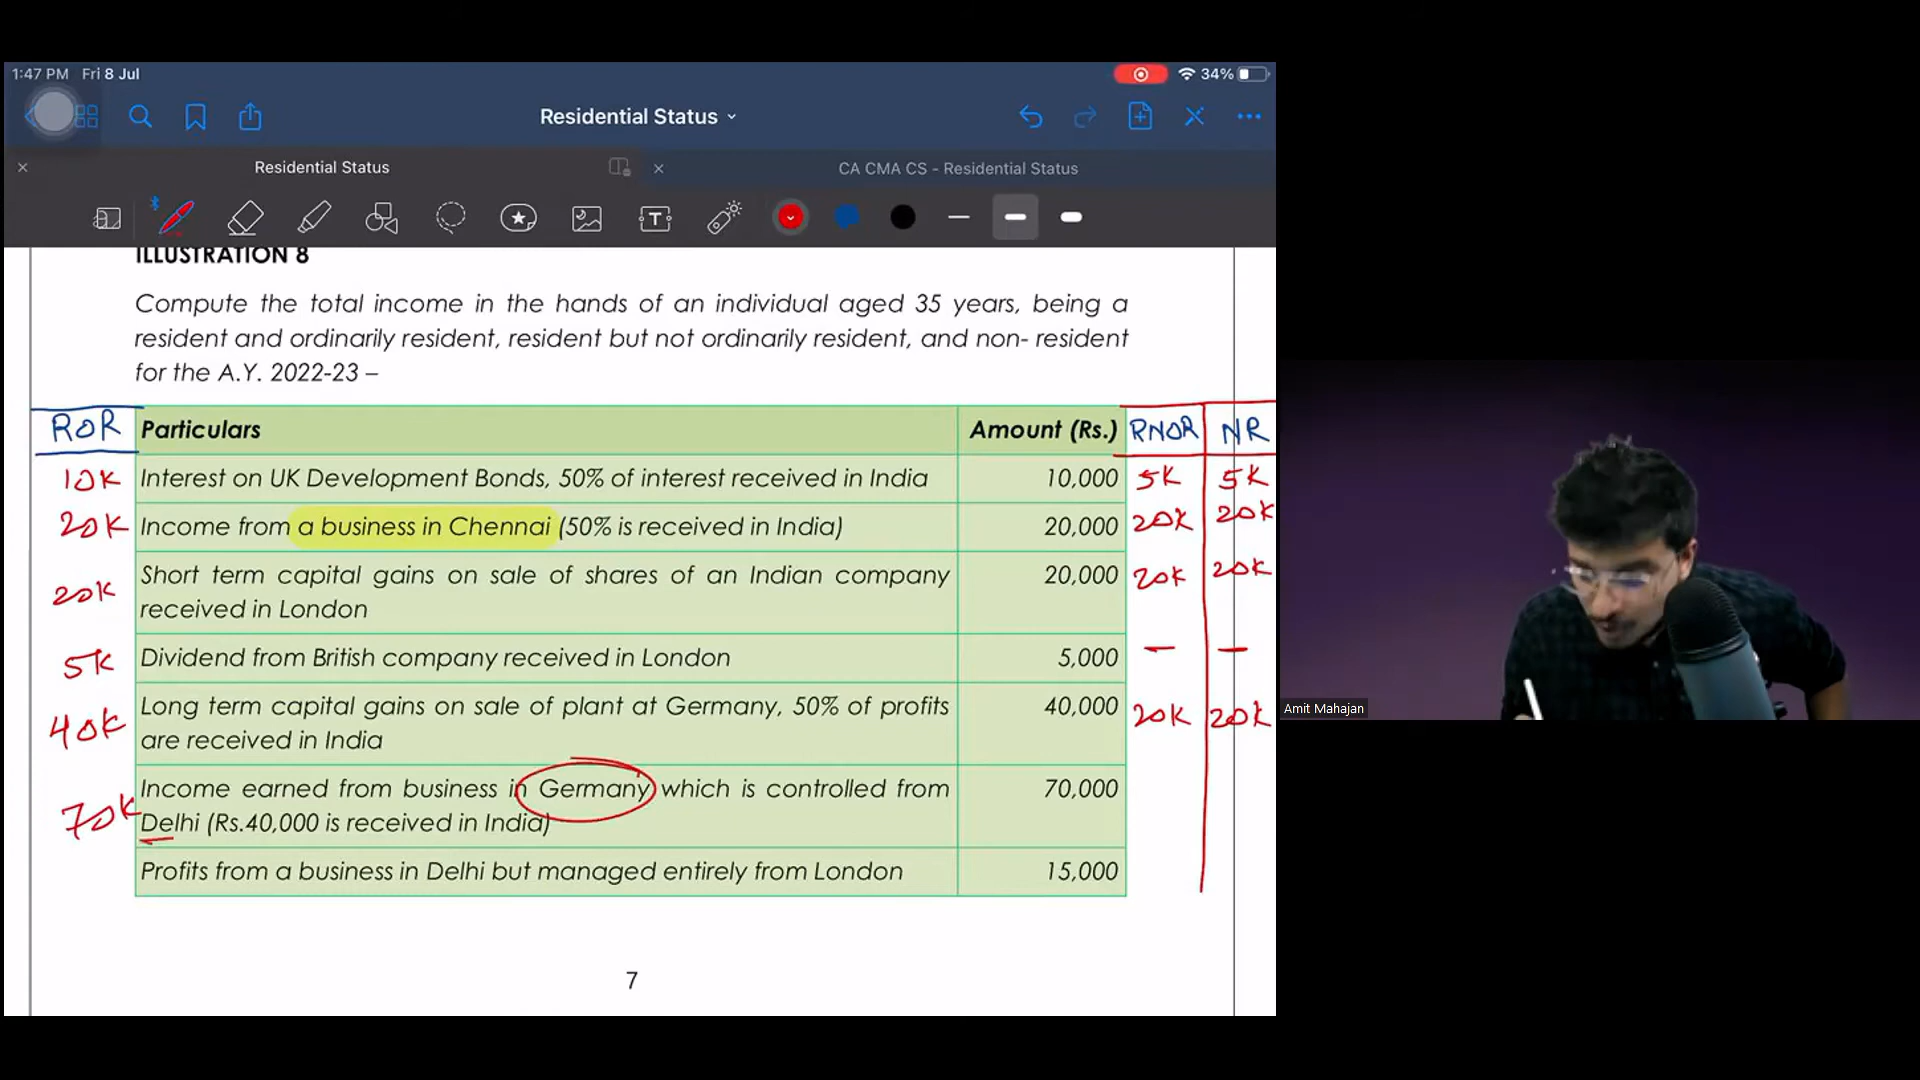 1:47 PM Fri 8 Jul
34%
Residential Status
Residential Status
CA CMA CS - Residential Status
T
ILLUSTRATION 8
Compute the total income in the hands of an individual aged 35 years, being a
resident and ordinarily resident, resident but not ordinarily resident, and non- resident
for the A.Y. 2022-23 –
ROR Particulars Amount (Rs.) RNOR NR
10K Interest on UK Development Bonds, 50% of interest received in India 10,000 5K 5K
20K Income from a business in Chennai (50% is received in India) 20,000 20K 20K
20K Short term capital gains on sale of shares of an Indian company 20,000 20K 20K
received in London
5K Dividend from British company received in London 5,000 — —
40K Long term capital gains on sale of plant at Germany, 50% of profits 40,000 20K 20K
are received in India
70K Income earned from business in Germany which is controlled from 70,000
Delhi (Rs.40,000 is received in India)
Profits from a business in Delhi but managed entirely from London 15,000
7
Amit Mahajan